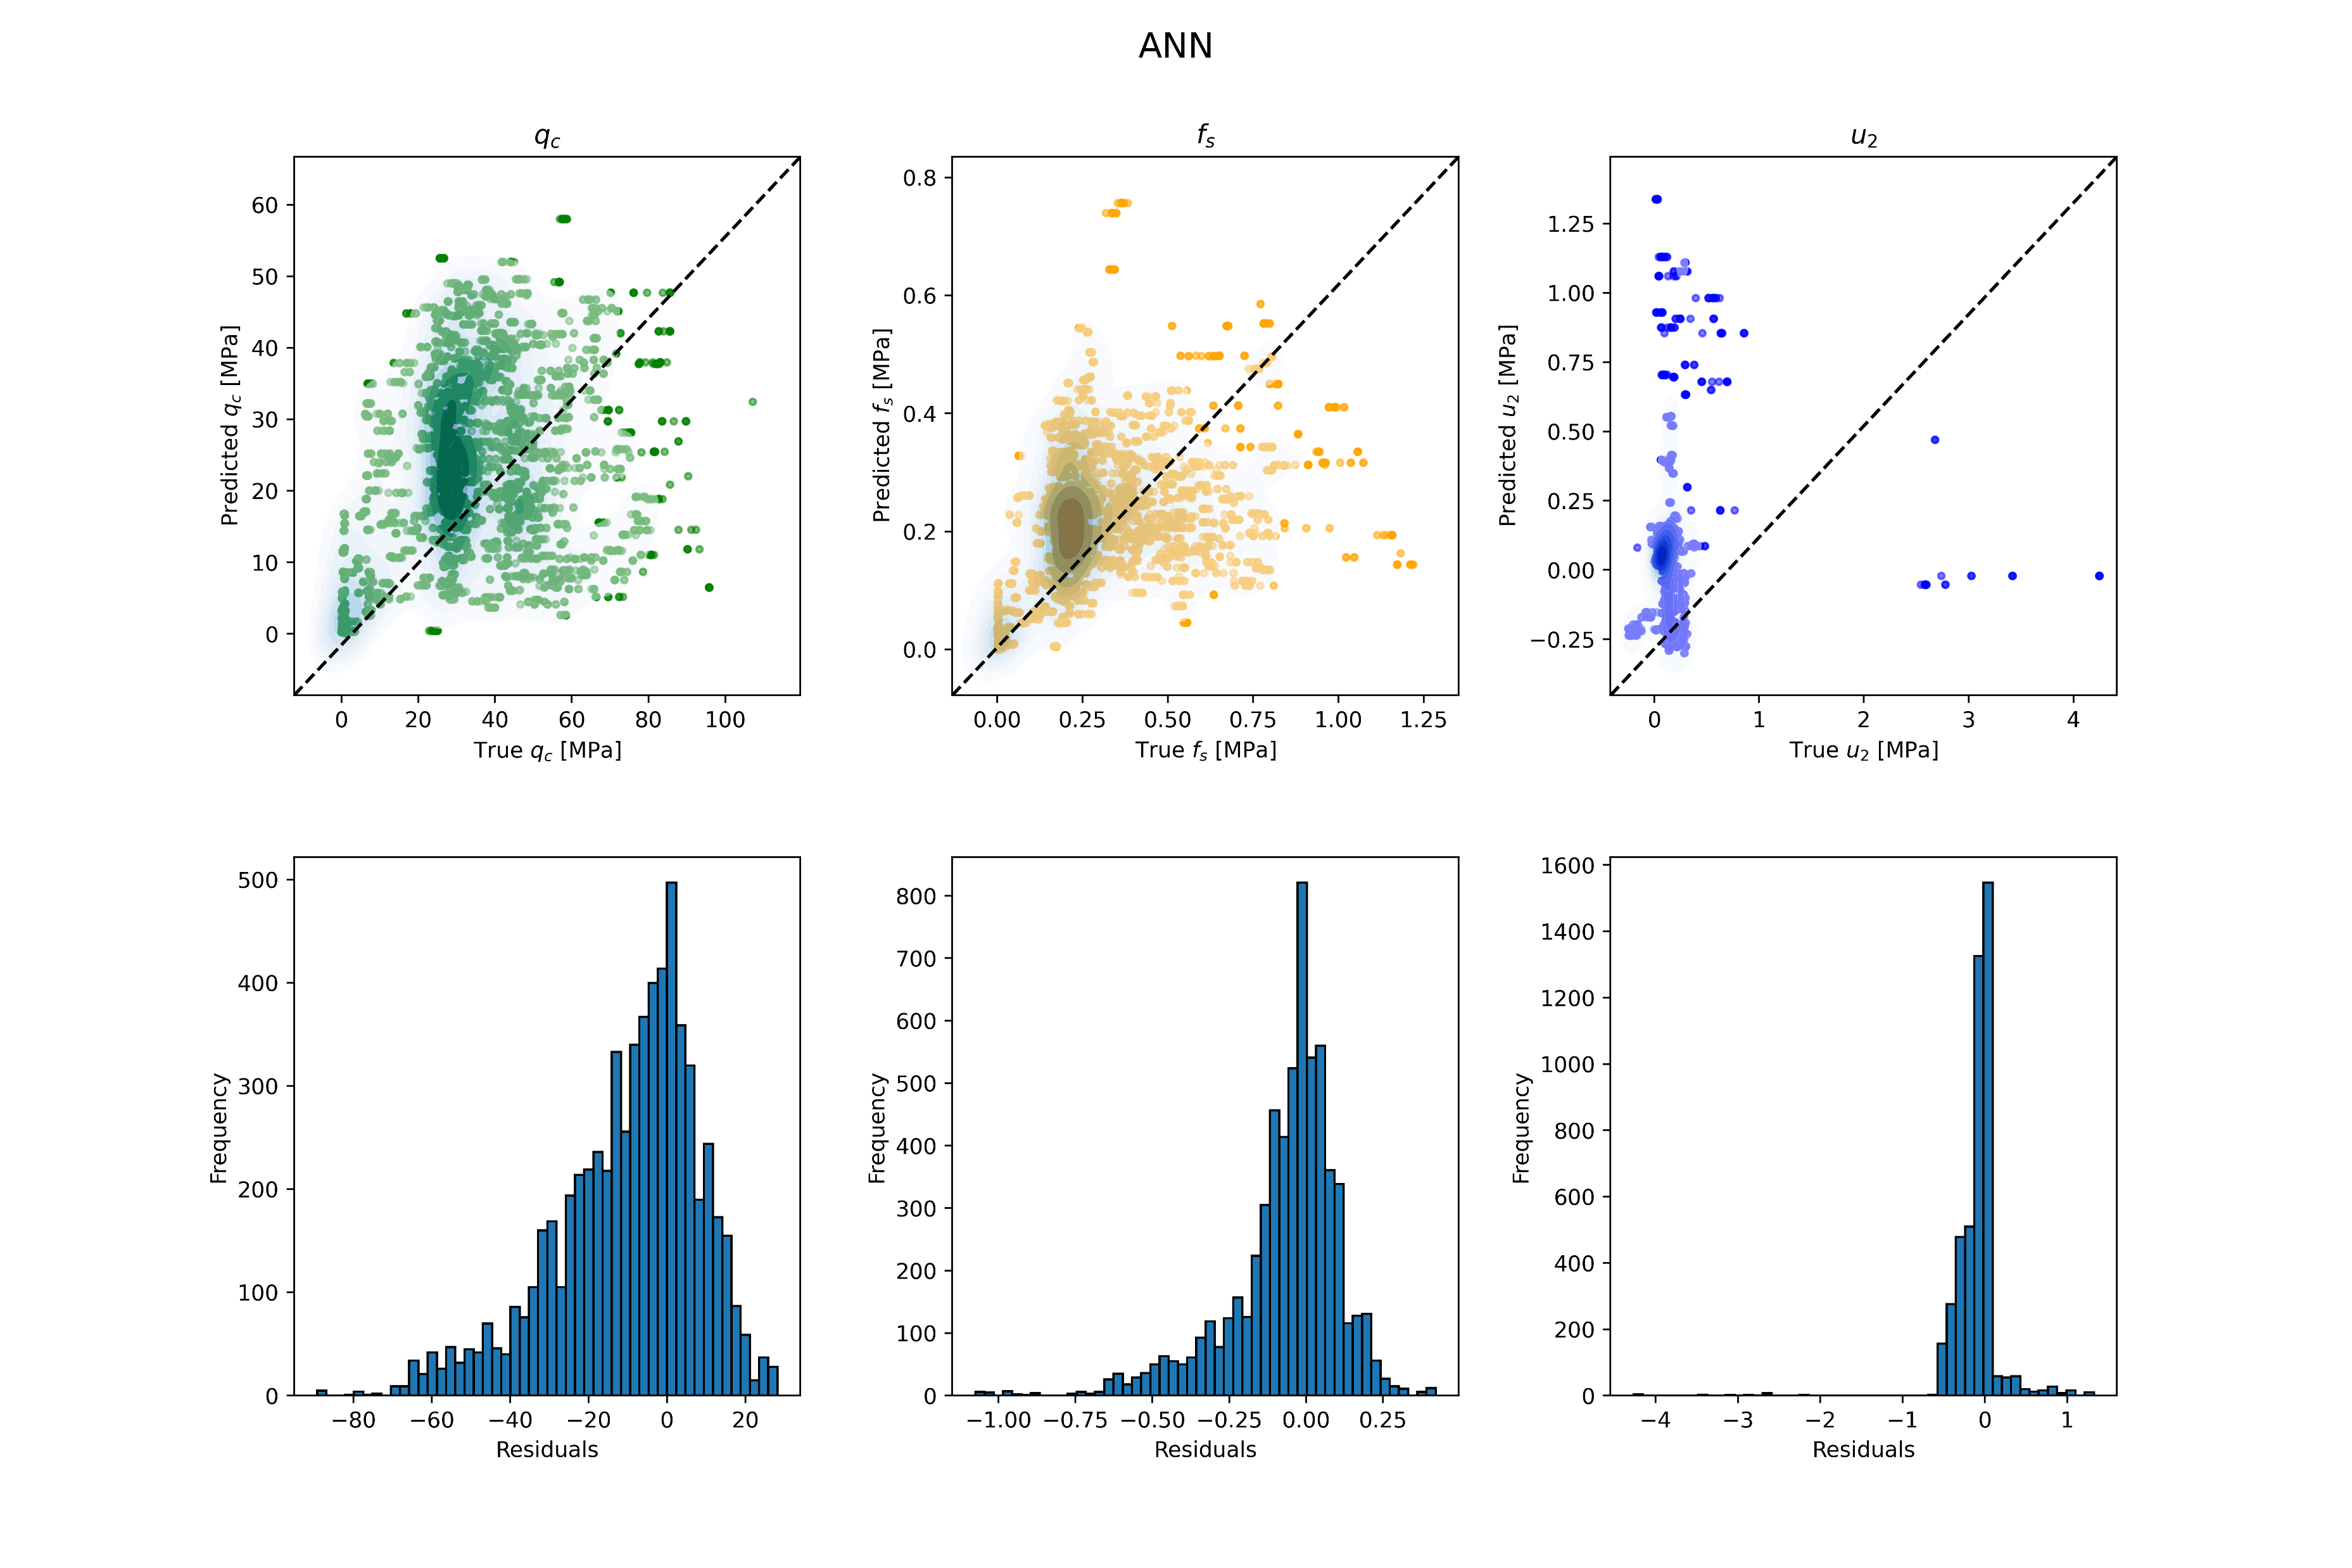 ANN
q_c
f_s
u_2
60
50
40
30
20
10
0
Predicted q_c [MPa]
0 20 40 60 80 100
True q_c [MPa]
0.8
0.6
0.4
0.2
0.0
Predicted f_s [MPa]
0.00 0.25 0.50 0.75 1.00 1.25
True f_s [MPa]
1.25
1.00
0.75
0.50
0.25
0.00
−0.25
Predicted u_2 [MPa]
0 1 2 3 4
True u_2 [MPa]
500
400
300
200
100
0
Frequency
−80 −60 −40 −20 0 20
Residuals
800
700
600
500
400
300
200
100
0
Frequency
−1.00 −0.75 −0.50 −0.25 0.00 0.25
Residuals
1600
1400
1200
1000
800
600
400
200
0
Frequency
−4 −3 −2 −1 0 1
Residuals